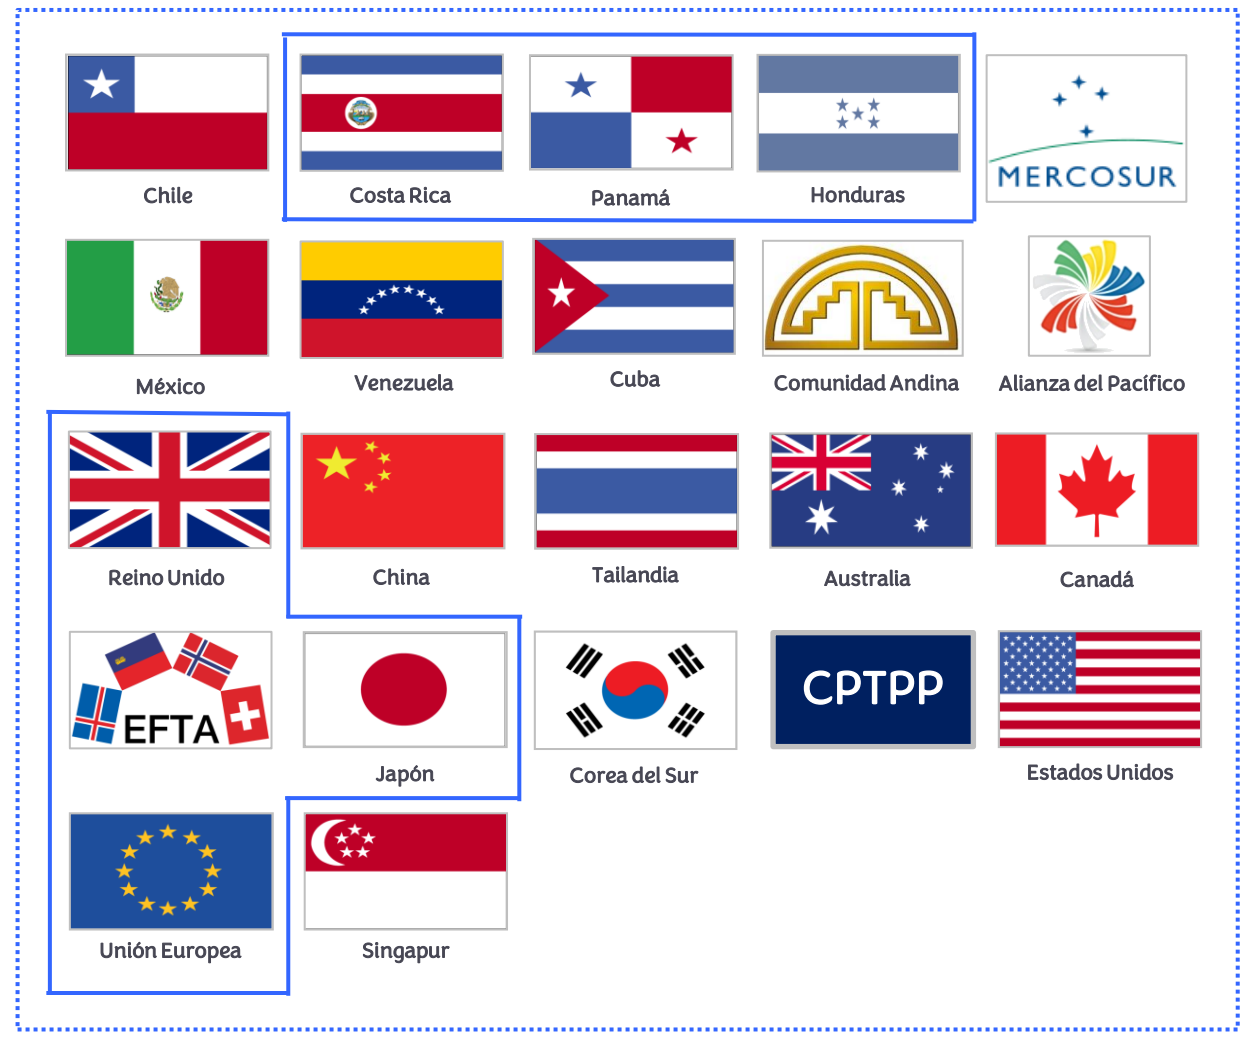 MERCOSUR
Chile
Costa Rica
Panamá
Honduras
México
Venezuela
Cuba
Comunidad Andina
Alianza del Pacífico
Reino Unido
China
Tailandia
Australia
Canadá
EFTA
CPTPP
Japón
Corea del Sur
Estados Unidos
Unión Europea
Singapur